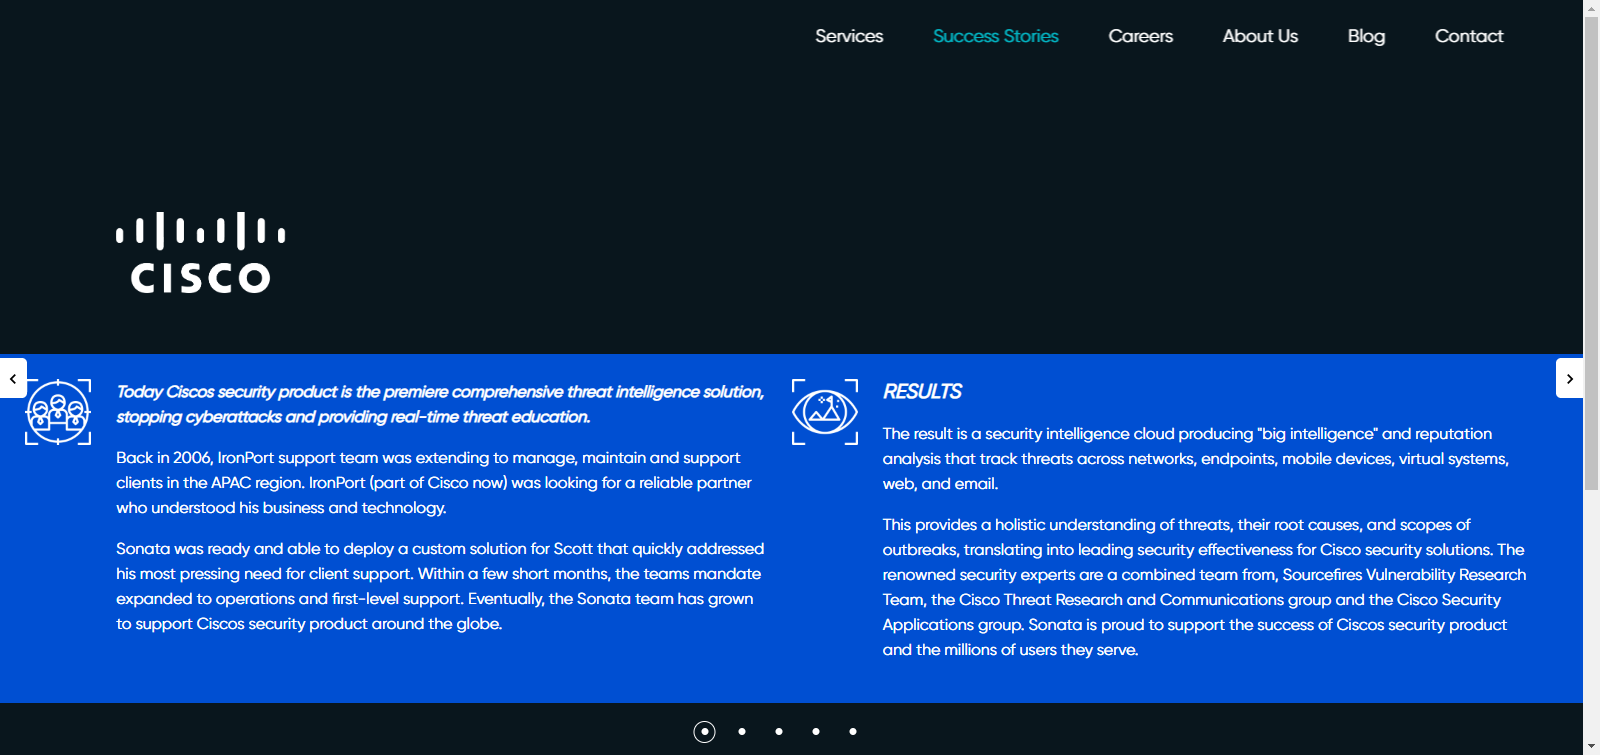 Services Success Stories Careers About Us Blog Contact
CISCO
Today Ciscos security product is the premiere comprehensive threat intelligence solution,
stopping cyberattacks and providing real-time threat education.
Back in 2006, IronPort support team was extending to manage, maintain and support
clients in the APAC region. IronPort (part of Cisco now) was looking for a reliable partner
who understood his business and technology.
Sonata was ready and able to deploy a custom solution for Scott that quickly addressed
his most pressing need for client support. Within a few short months, the teams mandate
expanded to operations and first-level support. Eventually, the Sonata team has grown
to support Ciscos security product around the globe.
RESULTS
The result is a security intelligence cloud producing "big intelligence" and reputation
analysis that track threats across networks, endpoints, mobile devices, virtual systems,
web, and email.
This provides a holistic understanding of threats, their root causes, and scopes of
outbreaks, translating into leading security effectiveness for Cisco security solutions. The
renowned security experts are a combined team from, Sourcefires Vulnerability Research
Team, the Cisco Threat Research and Communications group and the Cisco Security
Applications group. Sonata is proud to support the success of Ciscos security product
and the millions of users they serve.